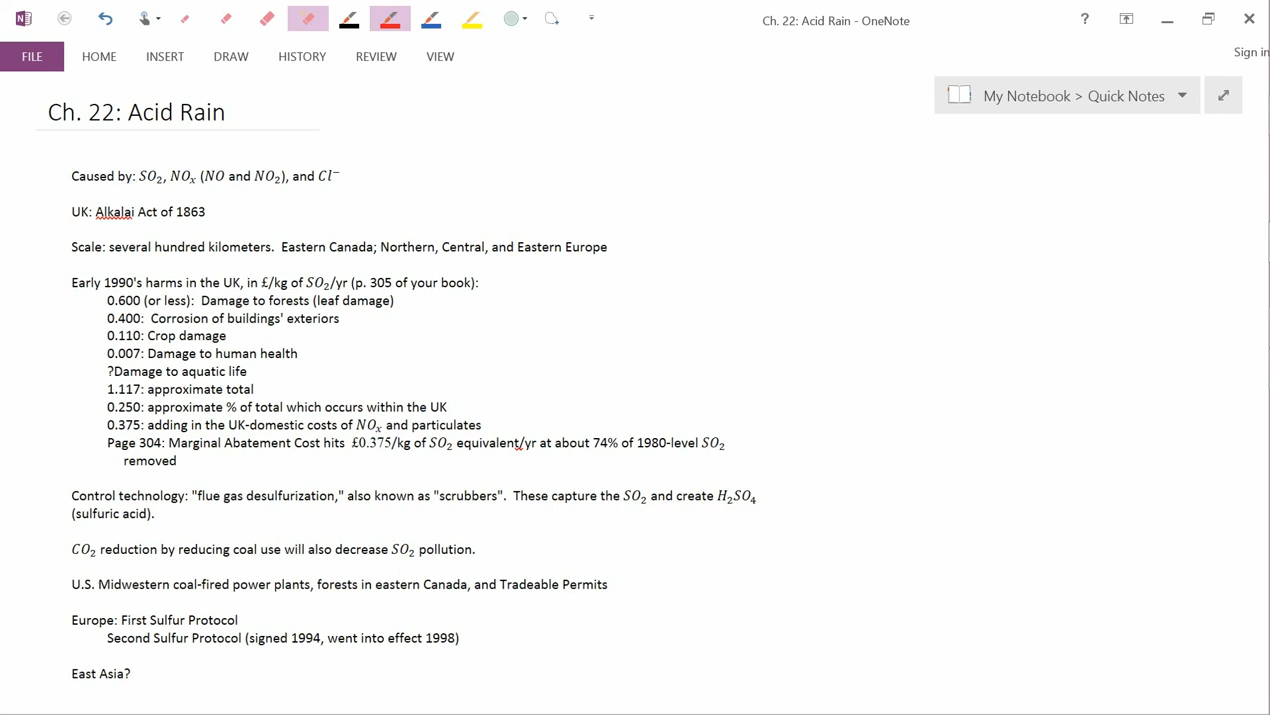 Ch. 22: Acid Rain - OneNote
?
FILE HOME INSERT DRAW HISTORY REVIEW VIEW
Sign in
My Notebook > Quick Notes
Ch. 22: Acid Rain
Caused by: SO₂, NOₓ (NO and NO₂), and Cl⁻
UK: Alkalai Act of 1863
Scale: several hundred kilometers. Eastern Canada; Northern, Central, and Eastern Europe
Early 1990's harms in the UK, in £/kg of SO₂/yr (p. 305 of your book):
0.600 (or less): Damage to forests (leaf damage)
0.400: Corrosion of buildings' exteriors
0.110: Crop damage
0.007: Damage to human health
?Damage to aquatic life
1.117: approximate total
0.250: approximate % of total which occurs within the UK
0.375: adding in the UK-domestic costs of NOₓ and particulates
Page 304: Marginal Abatement Cost hits £0.375/kg of SO₂ equivalent/yr at about 74% of 1980-level SO₂
removed
Control technology: "flue gas desulfurization," also known as "scrubbers". These capture the SO₂ and create H₂SO₄
(sulfuric acid).
CO₂ reduction by reducing coal use will also decrease SO₂ pollution.
U.S. Midwestern coal-fired power plants, forests in eastern Canada, and Tradeable Permits
Europe: First Sulfur Protocol
Second Sulfur Protocol (signed 1994, went into effect 1998)
East Asia?